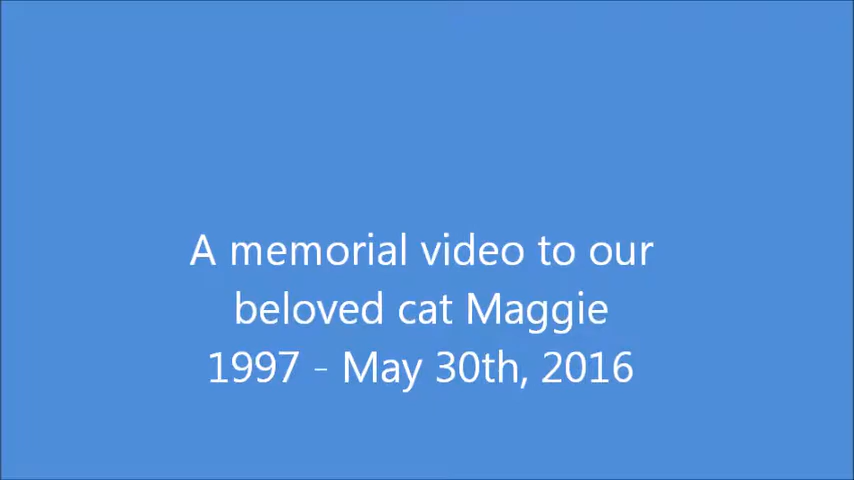 A memorial video to our
beloved cat Maggie
1997 - May 30th, 2016